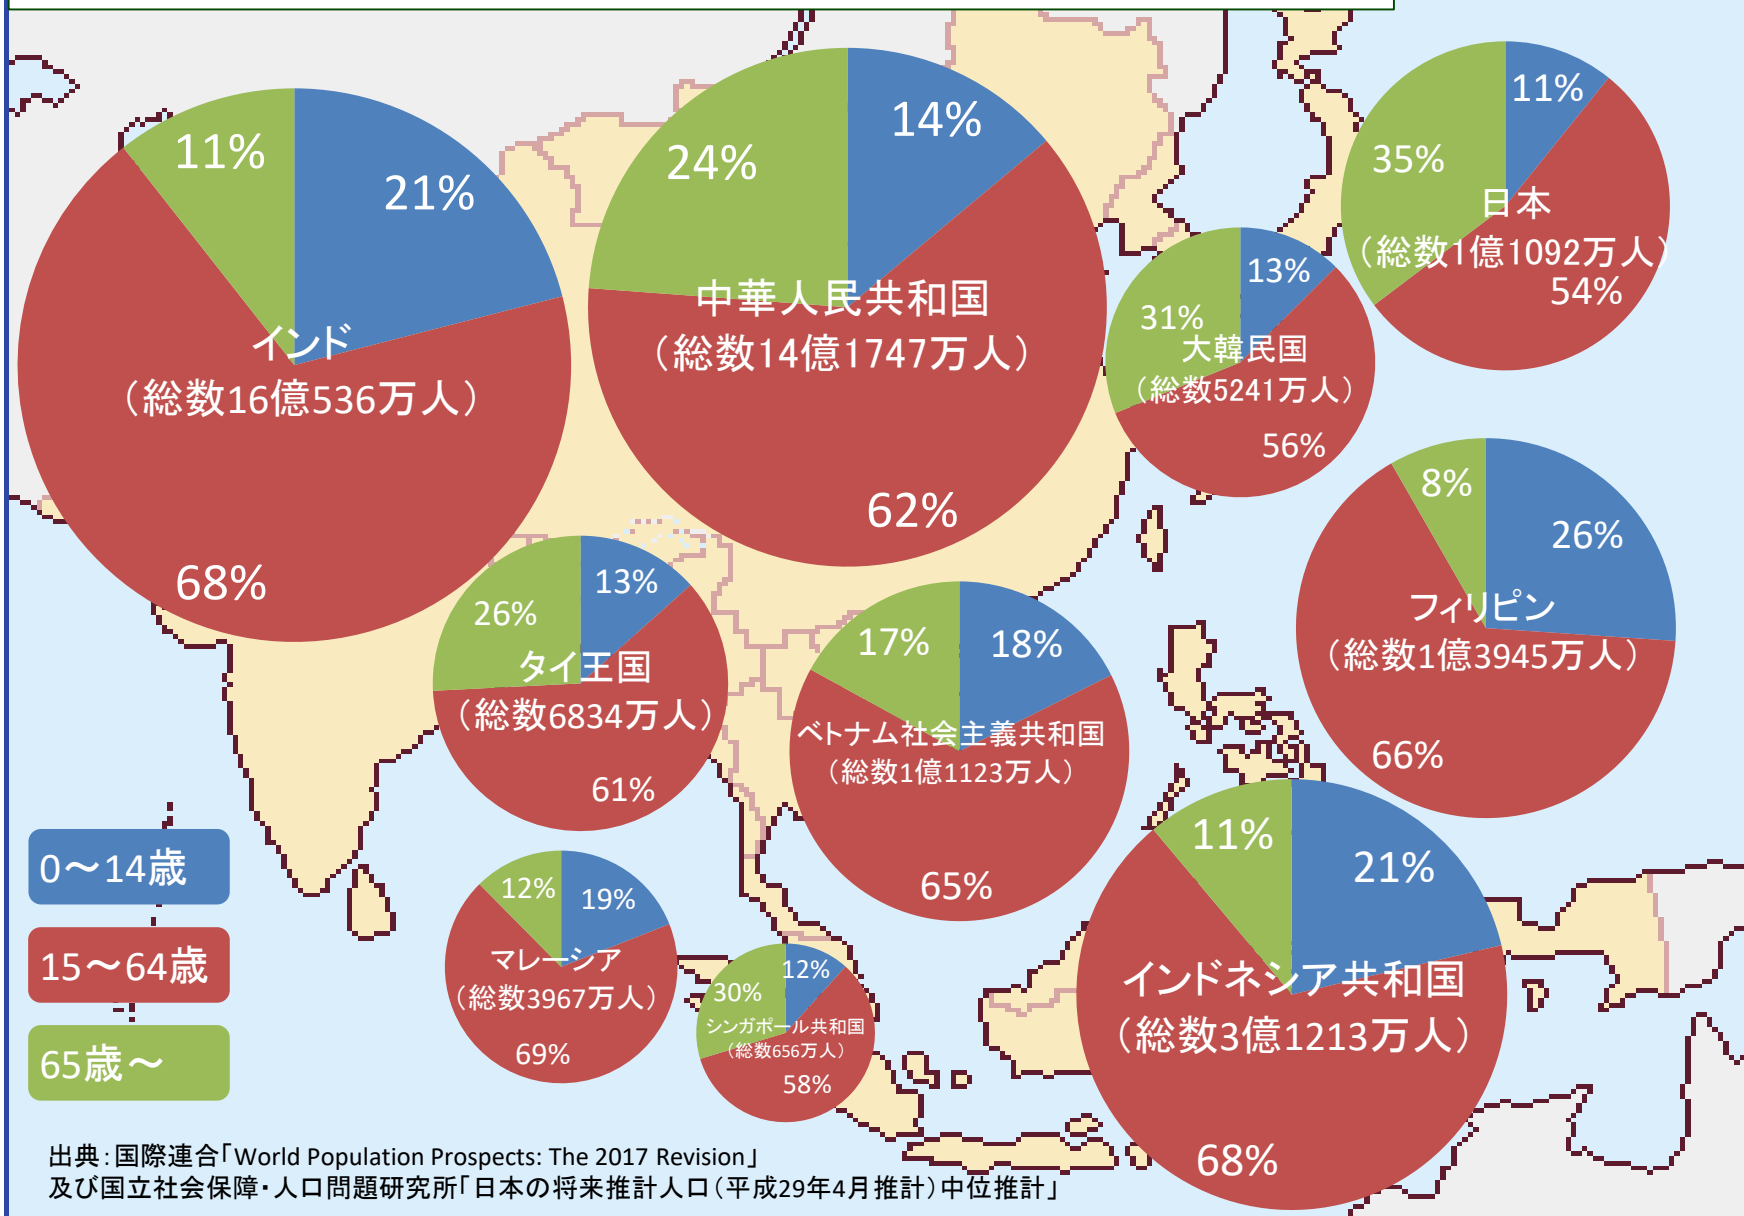 11%
35%
日本
(総数1億1092万人)
54%
14%
24%
中華人民共和国
(総数14億1747万人)
62%
11%
21%
インド
(総数16億536万人)
68%
13%
31%
大韓民国
(総数5241万人)
56%
8%
26%
フィリピン
(総数1億3945万人)
66%
13%
26%
タイ王国
(総数6834万人)
61%
17%
18%
ベトナム社会主義共和国
(総数1億1123万人)
65%
11%
21%
インドネシア共和国
(総数3億1213万人)
68%
12%
19%
マレーシア
(総数3967万人)
69%
12%
30%
シンガポール共和国
(総数656万人)
58%
0~14歳
15~64歳
65歳~
出典:国際連合「World Population Prospects: The 2017 Revision」
及び国立社会保障・人口問題研究所「日本の将来推計人口(平成29年4月推計)中位推計」